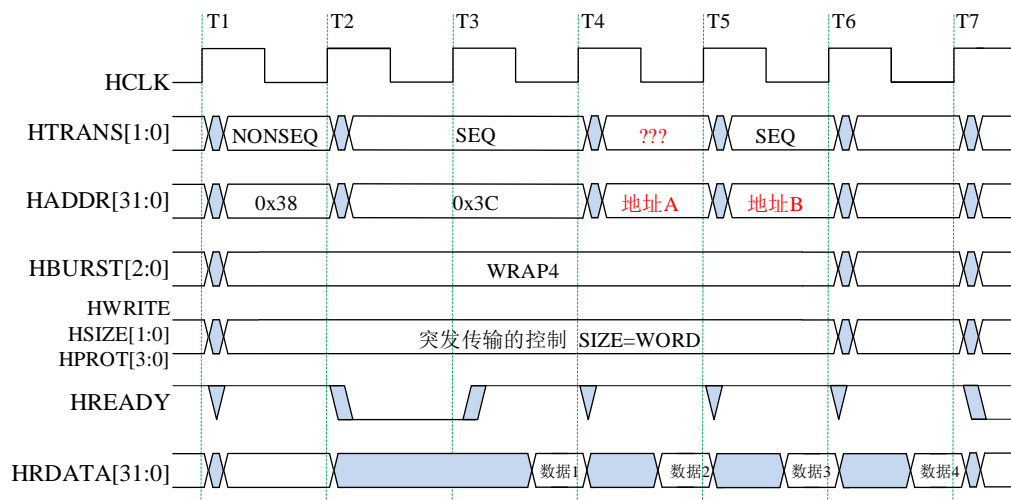 T1 T2 T3 T4 T5 T6 T7
HCLK
HTRANS[1:0] NONSEQ SEQ ??? SEQ
HADDR[31:0] 0x38 0x3C 地址A 地址B
HBURST[2:0] WRAP4
HWRITE
HSIZE[1:0] 突发传输的控制 SIZE=WORD
HPROT[3:0]
HREADY
HRDATA[31:0] 数据1 数据2 数据3 数据4